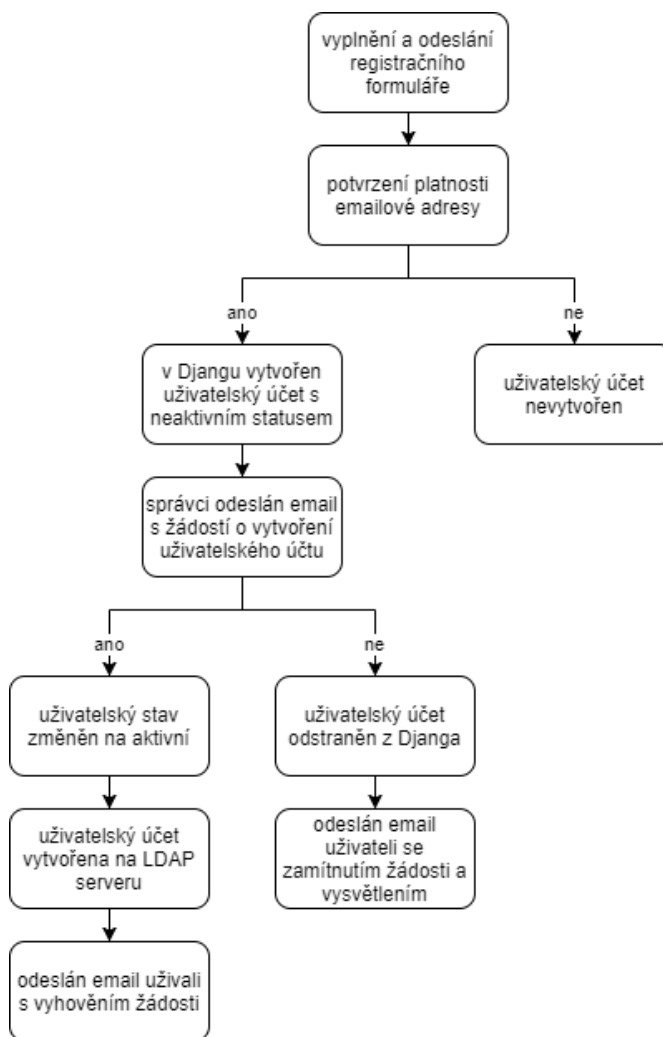 vyplnění a odeslání
registračního
formuláře
potvrzení platnosti
emailové adresy
ano
ne
v Djangu vytvořen
uživatelský účet s
neaktivním statusem
uživatelský účet
nevytvořen
správci odeslán email
s žádostí o vytvoření
uživatelského účtu
ano
ne
uživatelský stav
změněn na aktivní
uživatelský účet
odstraněn z Djanga
uživatelský účet
vytvořena na LDAP
serveru
odeslán email
uživateli se
zamítnutím žádosti a
vysvětlením
odeslán email uživali
s vyhověním žádosti